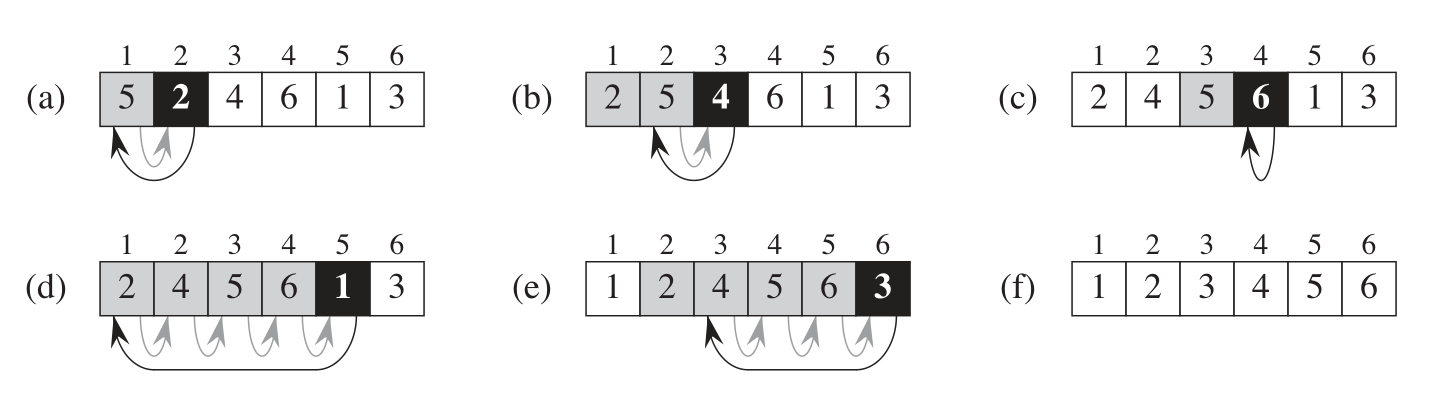 1 2 3 4 5 6 1 2 3 4 5 6 1 2 3 4 5 6
(a) 5 2 4 6 1 3 (b) 2 5 4 6 1 3 (c) 2 4 5 6 1 3
1 2 3 4 5 6 1 2 3 4 5 6 1 2 3 4 5 6
(d) 2 4 5 6 1 3 (e) 1 2 4 5 6 3 (f) 1 2 3 4 5 6